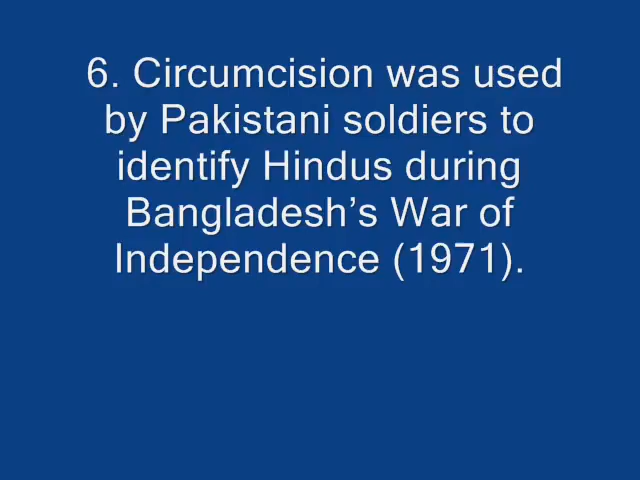 6. Circumcision was used
by Pakistani soldiers to
identify Hindus during
Bangladesh’s War of
Independence (1971).